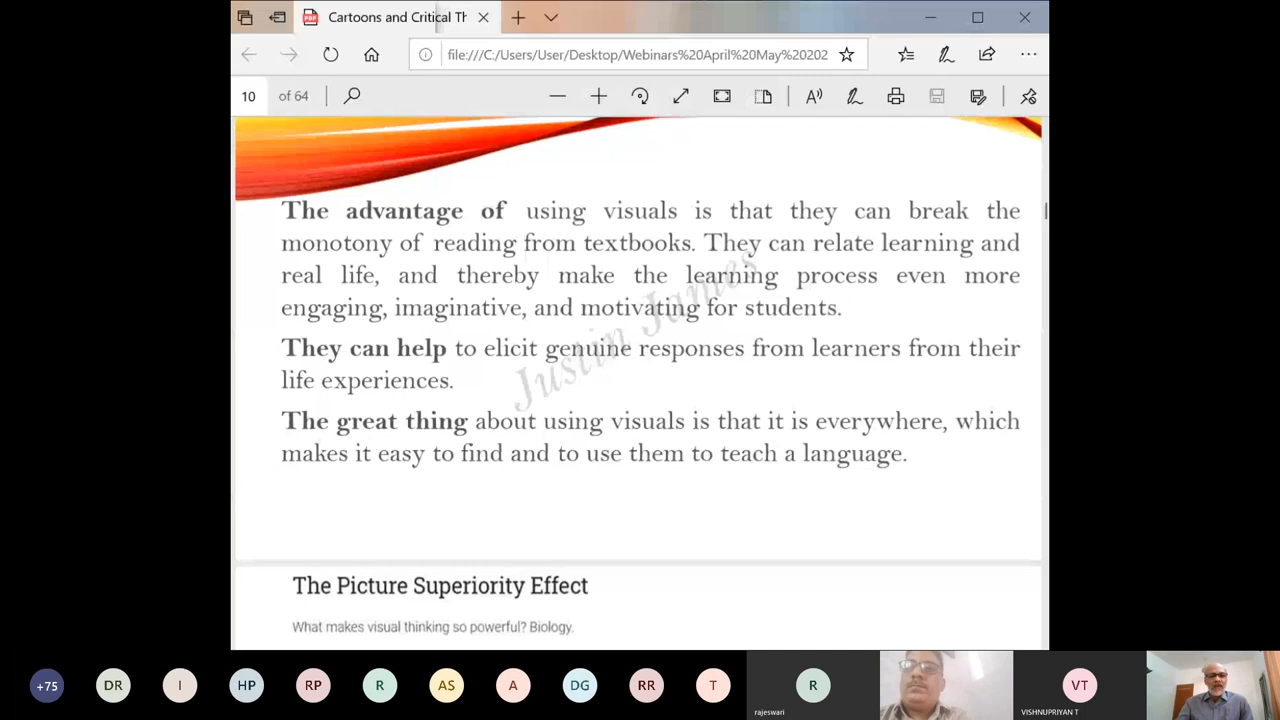 Cartoons and Critical Th
file:///C:/Users/User/Desktop/Webinars%20April%20May%20202
10 of 64
The advantage of using visuals is that they can break the
monotony of reading from textbooks. They can relate learning and
real life, and thereby make the learning process even more
engaging, imaginative, and motivating for students.
They can help to elicit genuine responses from learners from their
life experiences.
The great thing about using visuals is that it is everywhere, which
makes it easy to find and to use them to teach a language.
Justin James
The Picture Superiority Effect
What makes visual thinking so powerful? Biology.
+75 DR I HP RP R AS A DG RR T R VT
rajeswari VISHNUPRIYAN T